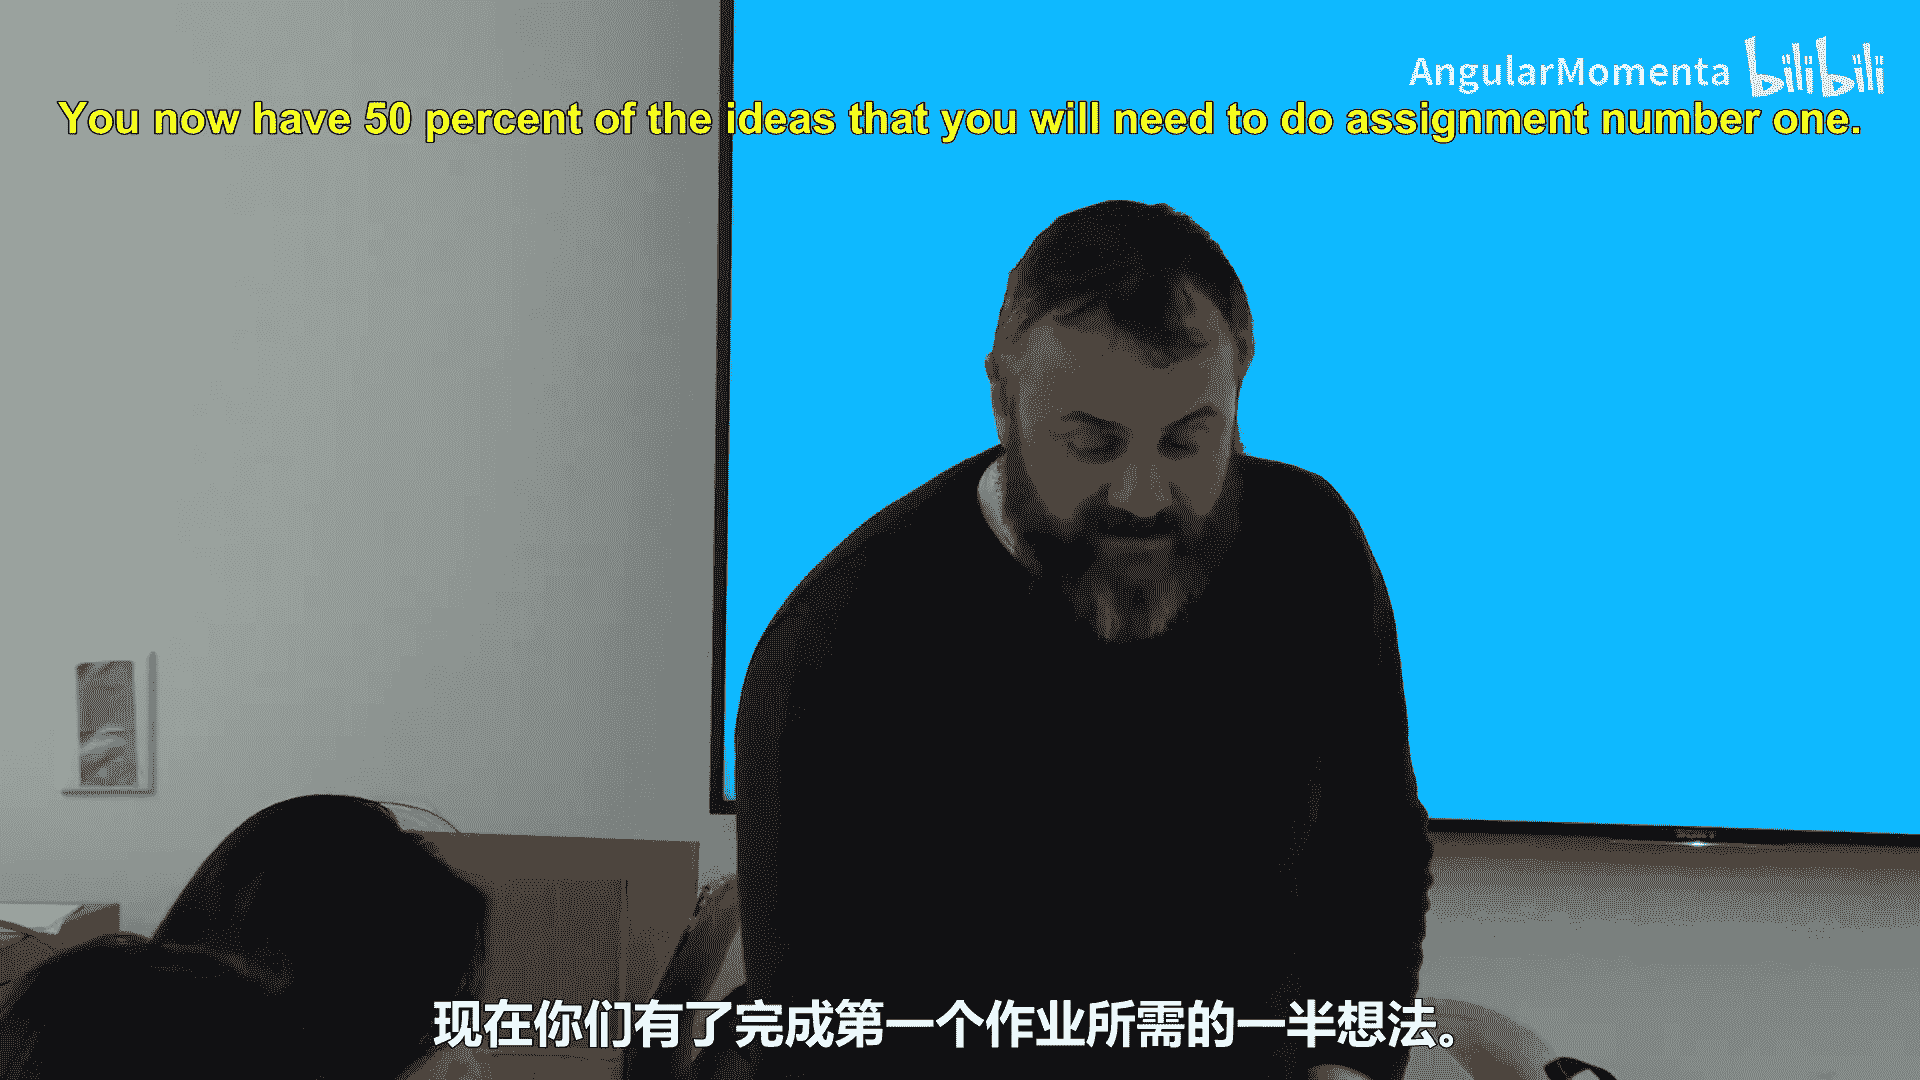 AngularMomenta bilibili
You now have 50 percent of the ideas that you will need to do assignment number one.
现在你们有了完成第一个作业所需的一半想法。